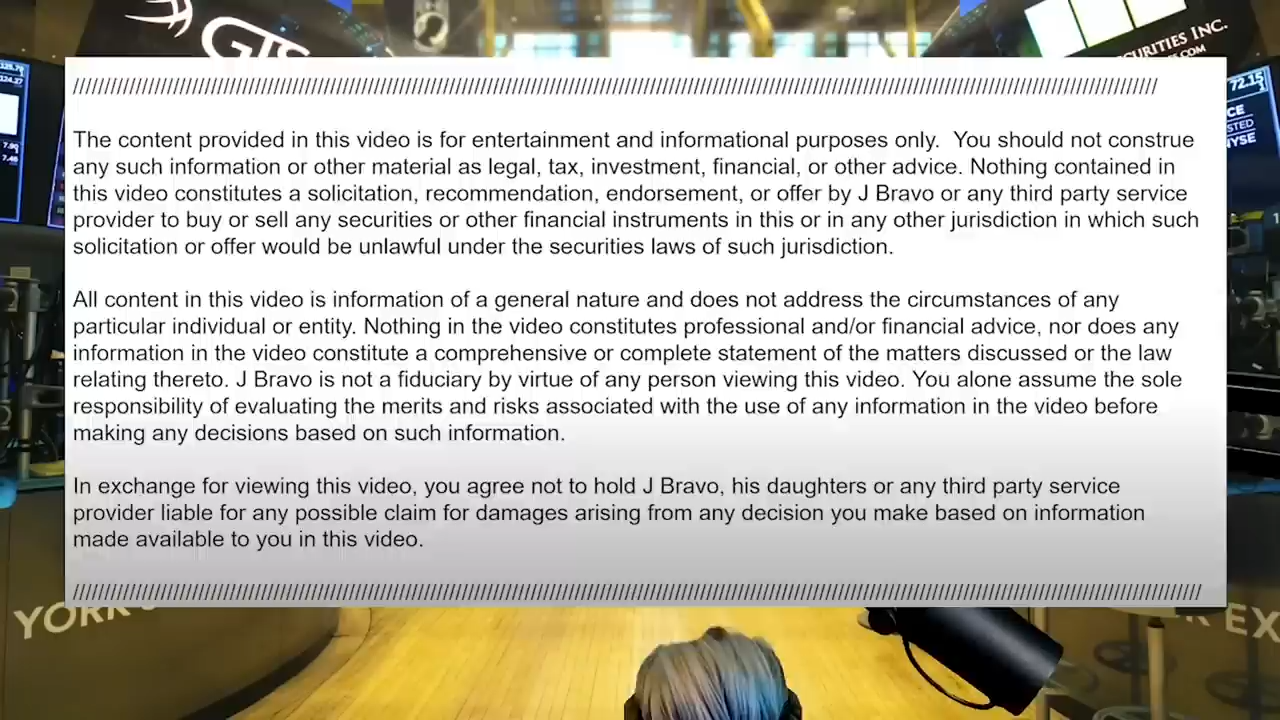 GTS
SECURITIES INC.
72.15
NYSE
////////////////////////////////////////////////////////////////////////////////////////////////////////////////////////////////////////////////////////////////////////////////
The content provided in this video is for entertainment and informational purposes only.  You should not construe
any such information or other material as legal, tax, investment, financial, or other advice. Nothing contained in
this video constitutes a solicitation, recommendation, endorsement, or offer by J Bravo or any third party service
provider to buy or sell any securities or other financial instruments in this or in any other jurisdiction in which such
solicitation or offer would be unlawful under the securities laws of such jurisdiction.
All content in this video is information of a general nature and does not address the circumstances of any
particular individual or entity. Nothing in the video constitutes professional and/or financial advice, nor does any
information in the video constitute a comprehensive or complete statement of the matters discussed or the law
relating thereto. J Bravo is not a fiduciary by virtue of any person viewing this video. You alone assume the sole
responsibility of evaluating the merits and risks associated with the use of any information in the video before
making any decisions based on such information.
In exchange for viewing this video, you agree not to hold J Bravo, his daughters or any third party service
provider liable for any possible claim for damages arising from any decision you make based on information
made available to you in this video.
////////////////////////////////////////////////////////////////////////////////////////////////////////////////////////////////////////////////////////////////////////////////////////
YORK
EX